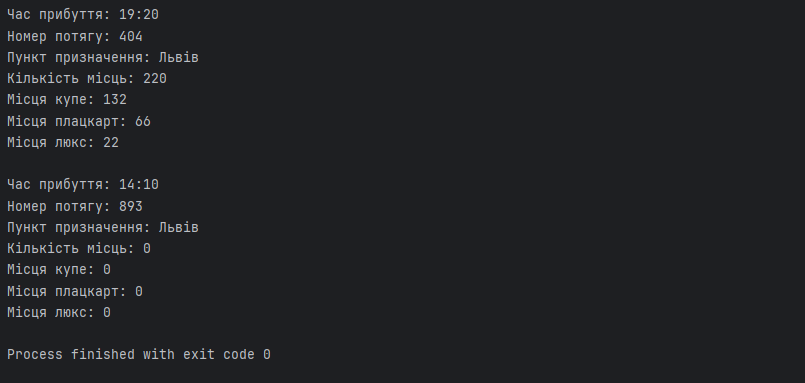 Час прибуття: 19:20
Номер потягу: 404
Пункт призначення: Львів
Кількість місць: 220
Місця купе: 132
Місця плацкарт: 66
Місця люкс: 22
Час прибуття: 14:10
Номер потягу: 893
Пункт призначення: Львів
Кількість місць: 0
Місця купе: 0
Місця плацкарт: 0
Місця люкс: 0
Process finished with exit code 0